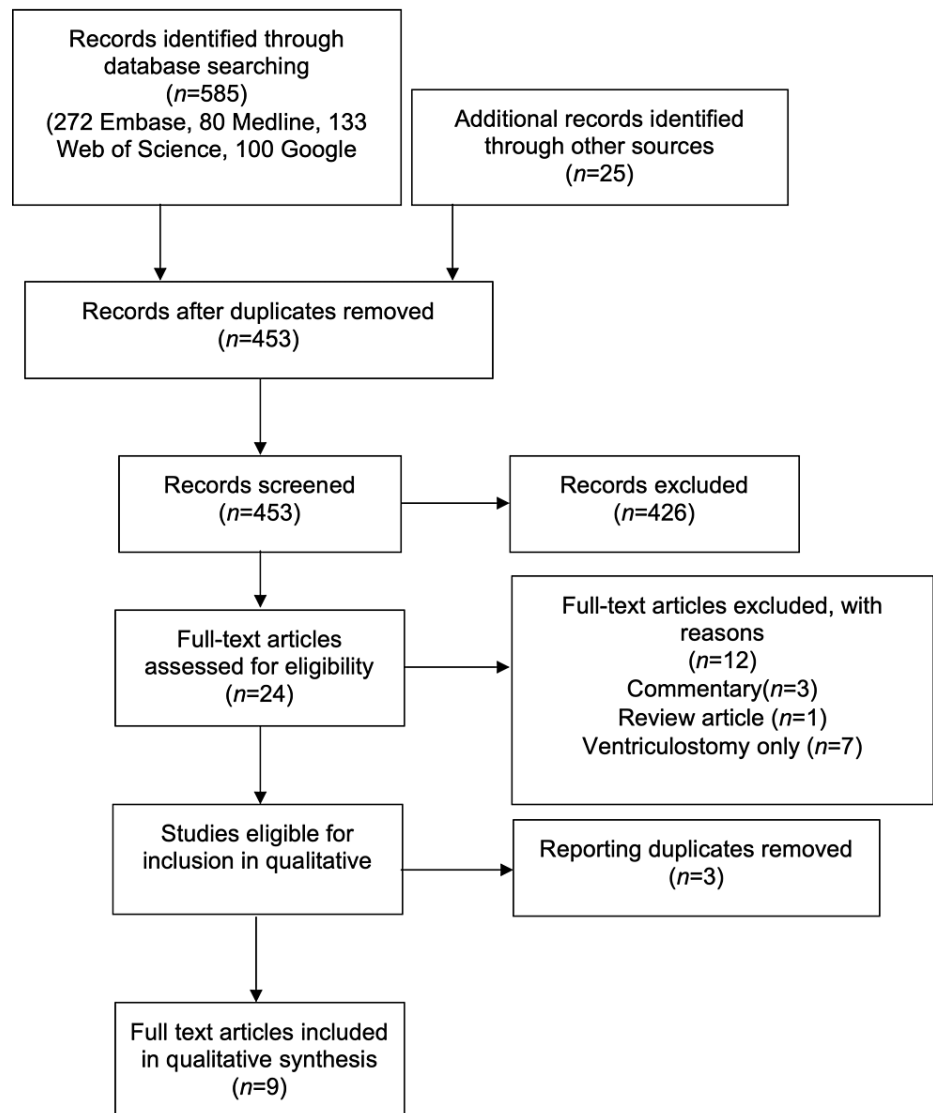 Records identified through
database searching
(n=585)
(272 Embase, 80 Medline, 133
Web of Science, 100 Google
Additional records identified
through other sources
(n=25)
Records after duplicates removed
(n=453)
Records screened
(n=453)
Records excluded
(n=426)
Full-text articles
assessed for eligibility
(n=24)
Full-text articles excluded, with
reasons
(n=12)
Commentary(n=3)
Review article (n=1)
Ventriculostomy only (n=7)
Studies eligible for
inclusion in qualitative
Reporting duplicates removed
(n=3)
Full text articles included
in qualitative synthesis
(n=9)